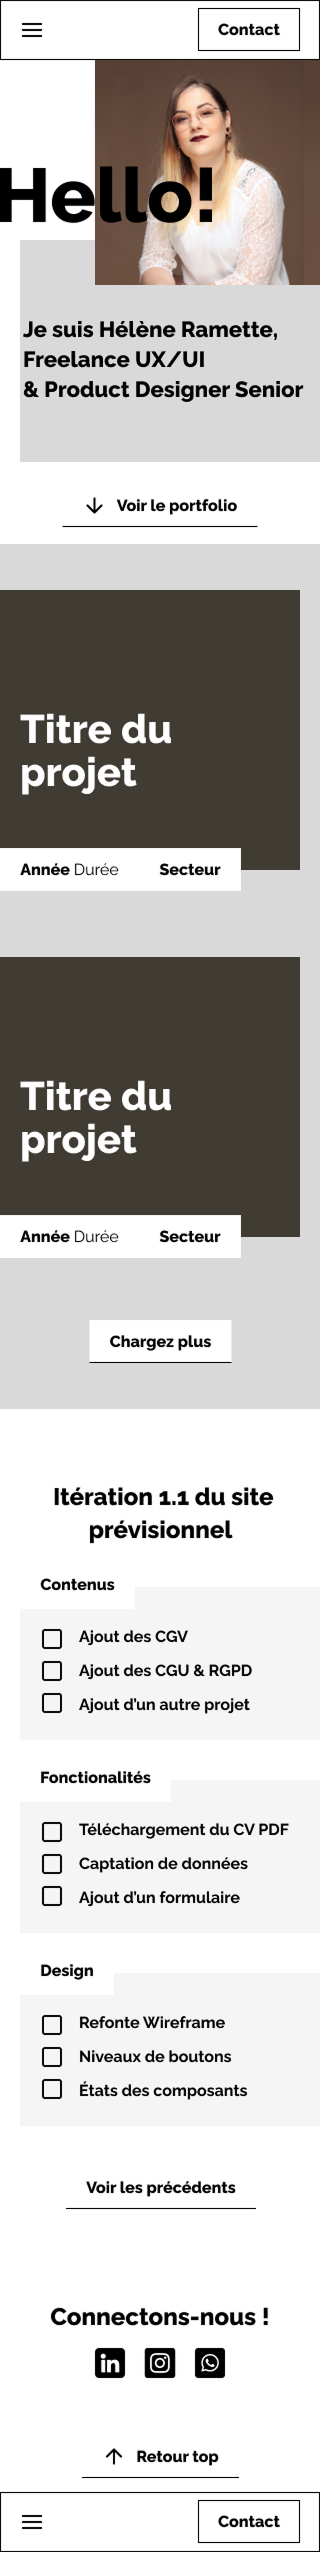 Contact
Hello!
Je suis Hélène Ramette,
Freelance UX/UI
& Product Designer Senior
Voir le portfolio
Titre du
projet
Année Durée Secteur
Titre du
projet
Année Durée Secteur
Chargez plus
Itération 1.1 du site
prévisionnel
Contenus
Ajout des CGV
Ajout des CGU & RGPD
Ajout d'un autre projet
Fonctionalités
Téléchargement du CV PDF
Captation de données
Ajout d'un formulaire
Design
Refonte Wireframe
Niveaux de boutons
États des composants
Voir les précédents
Connectons-nous !
in
Retour top
Contact